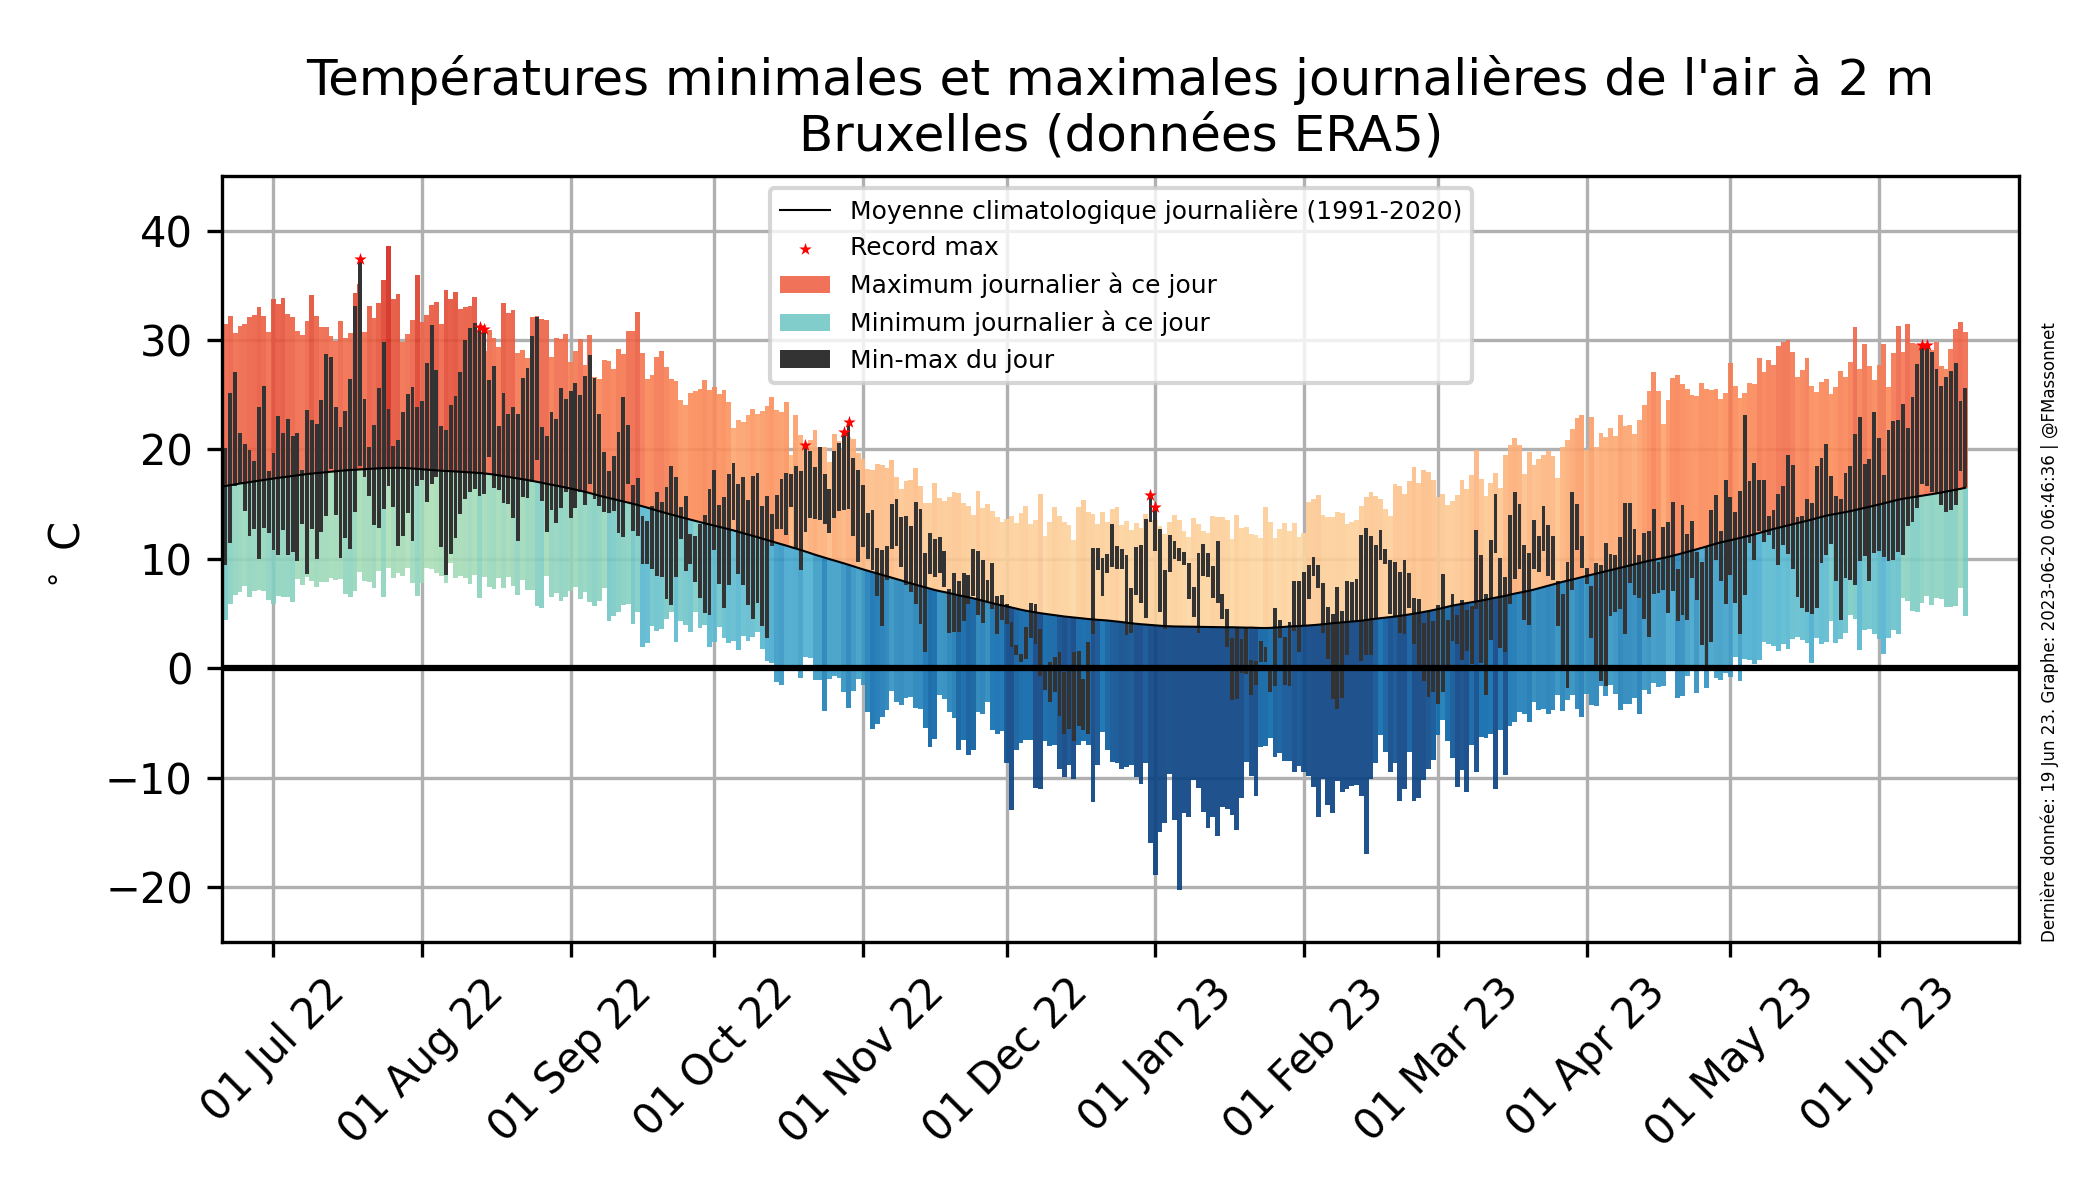 Températures minimales et maximales journalières de l'air à 2 m
Bruxelles (données ERA5)
Moyenne climatologique journalière (1991-2020)
Record max
Maximum journalier à ce jour
Minimum journalier à ce jour
Min-max du jour
° C
40
30
20
10
0
−10
−20
01 Jul 22
01 Aug 22
01 Sep 22
01 Oct 22
01 Nov 22
01 Dec 22
01 Jan 23
01 Feb 23
01 Mar 23
01 Apr 23
01 May 23
01 Jun 23
Dernière donnée: 19 Jun 23. Graphe: 2023-06-20 06:46:36 | @FMassonnet